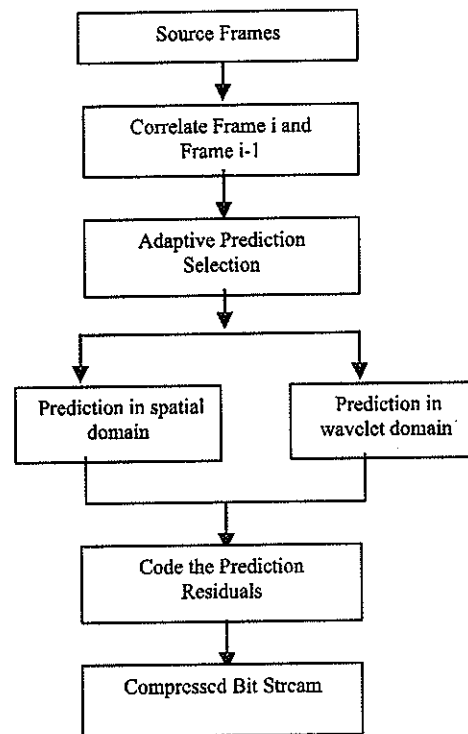 Source Frames
Correlate Frame i and
Frame i-1
Adaptive Prediction
Selection
Prediction in spatial
domain
Prediction in
wavelet domain
Code the Prediction
Residuals
Compressed Bit Stream